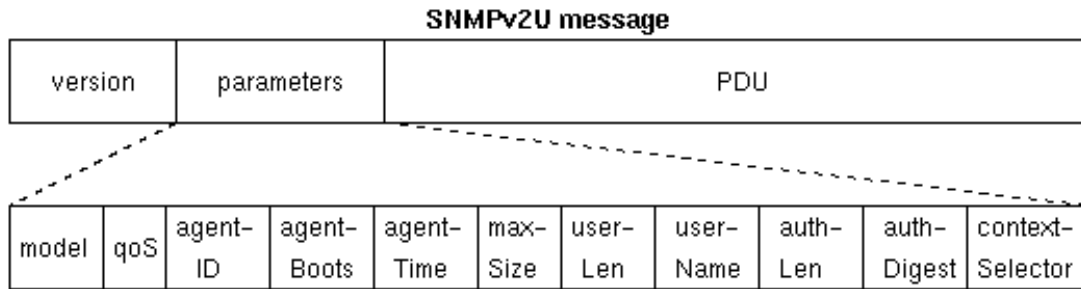 SNMPv2U message
version parameters PDU
model qoS agent-ID agent-Boots agent-Time max-Size user-Len user-Name auth-Len auth-Digest context-Selector